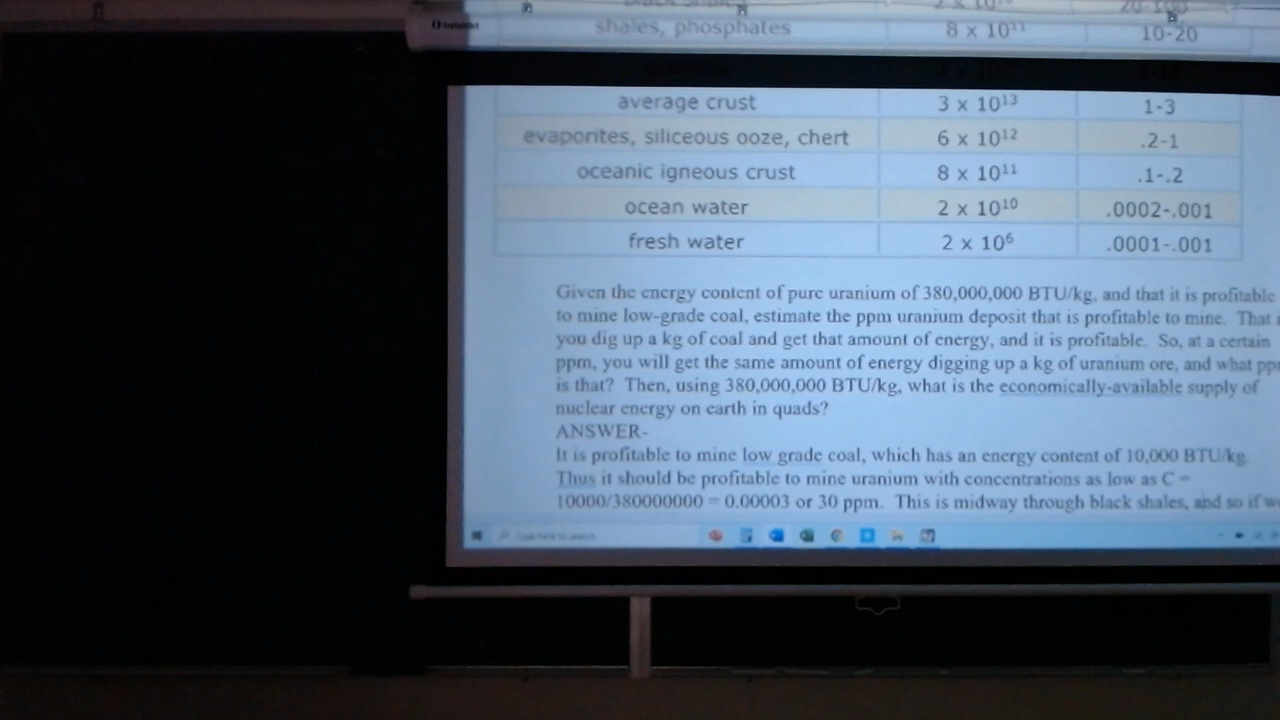 2 x 10¹⁰ 20-100
shales, phosphates 8 x 10¹¹ 10-20
average crust 3 x 10¹³ 1-3
evaporites, siliceous ooze, chert 6 x 10¹² .2-1
oceanic igneous crust 8 x 10¹¹ .1-.2
ocean water 2 x 10¹⁰ .0002-.001
fresh water 2 x 10⁶ .0001-.001
Given the energy content of pure uranium of 380,000,000 BTU/kg, and that it is profitable
to mine low-grade coal, estimate the ppm uranium deposit that is profitable to mine. That
you dig up a kg of coal and get that amount of energy, and it is profitable. So, at a certain
ppm, you will get the same amount of energy digging up a kg of uranium ore, and what
is that? Then, using 380,000,000 BTU/kg, what is the economically-available supply of
nuclear energy on earth in quads?
ANSWER-
It is profitable to mine low grade coal, which has an energy content of 10,000 BTU/kg.
Thus it should be profitable to mine uranium with concentrations as low as C =
10000/380000000 = 0.00003 or 30 ppm. This is midway through black shales, and so if
Type here to search